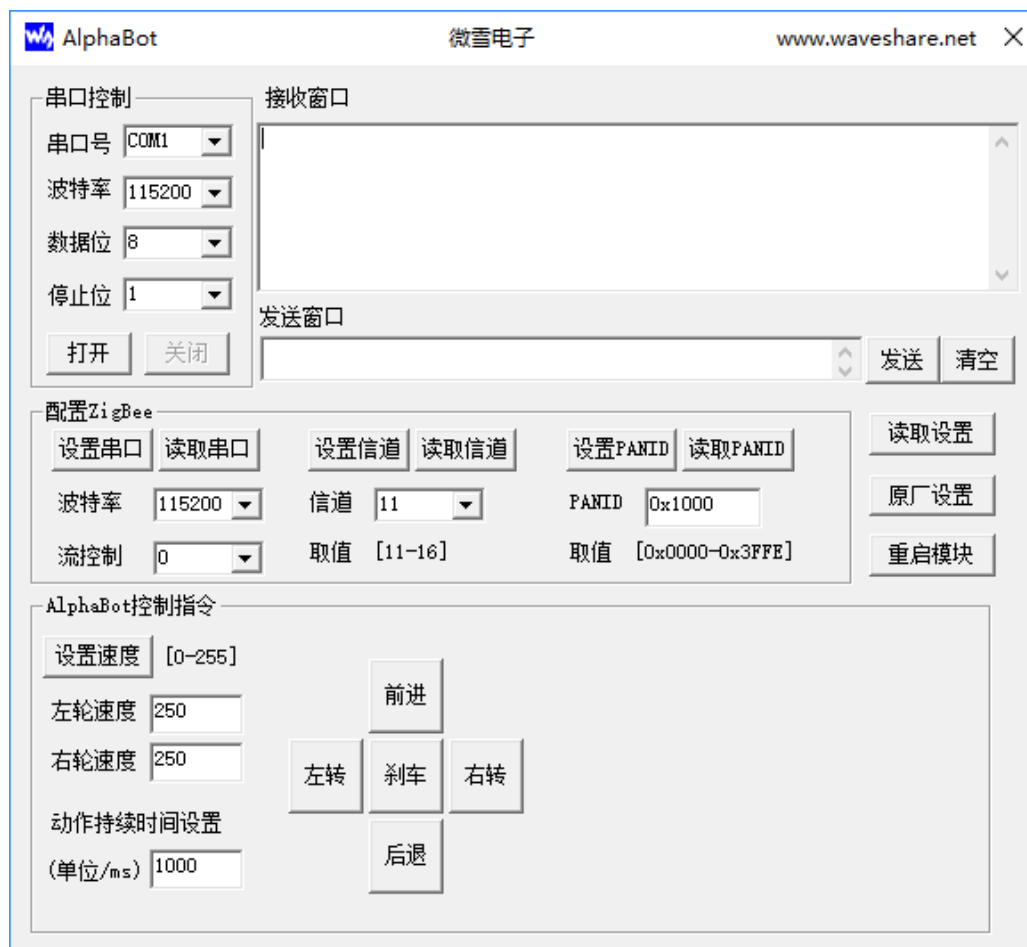 AlphaBot 微雪电子 www.waveshare.net
串口控制 接收窗口
串口号 COM1
波特率 115200
数据位 8
停止位 1
发送窗口
打开 关闭 发送 清空
配置ZigBee
设置串口 读取串口 设置信道 读取信道 设置PANID 读取PANID 读取设置
波特率 115200 信道 11 PANID 0x1000 原厂设置
流控制 0 取值 [11-16] 取值 [0x0000-0x3FFE] 重启模块
AlphaBot控制指令
设置速度 [0-255]
前进
左轮速度 250
右轮速度 250
左转 刹车 右转
动作持续时间设置
后退
(单位/ms) 1000